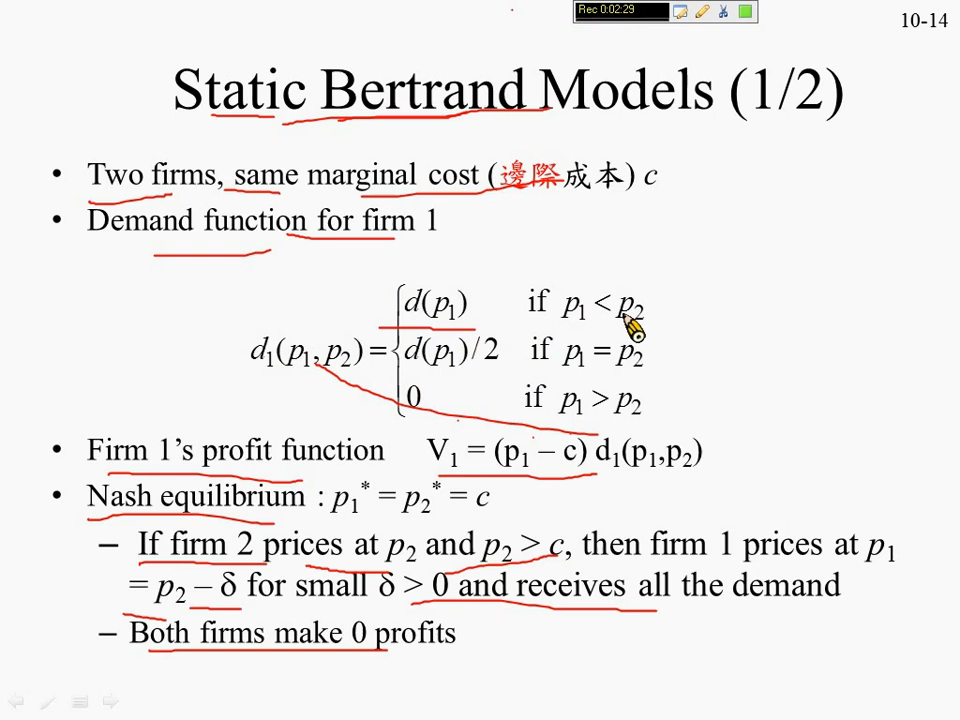 Rec 0:02:29
10-14
Static Bertrand Models (1/2)
• Two firms, same marginal cost (邊際成本) c
• Demand function for firm 1
d(p₁) if p₁ < p₂
d₁(p₁, p₂) = { d(p₁)/2 if p₁ = p₂
0 if p₁ > p₂
• Firm 1’s profit function V₁ = (p₁ – c) d₁(p₁,p₂)
• Nash equilibrium : p₁* = p₂* = c
– If firm 2 prices at p₂ and p₂ > c, then firm 1 prices at p₁
= p₂ – δ for small δ > 0 and receives all the demand
– Both firms make 0 profits